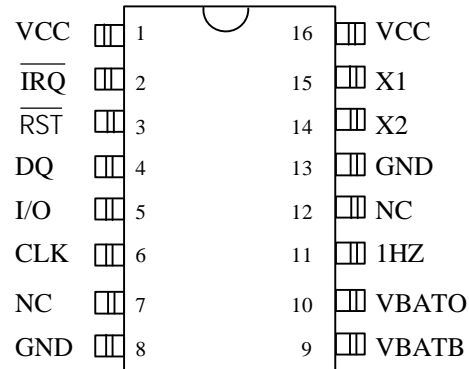 VCC 1 16 VCC
IRQ 2 15 X1
RST 3 14 X2
DQ 4 13 GND
I/O 5 12 NC
CLK 6 11 1HZ
NC 7 10 VBATO
GND 8 9 VBATB